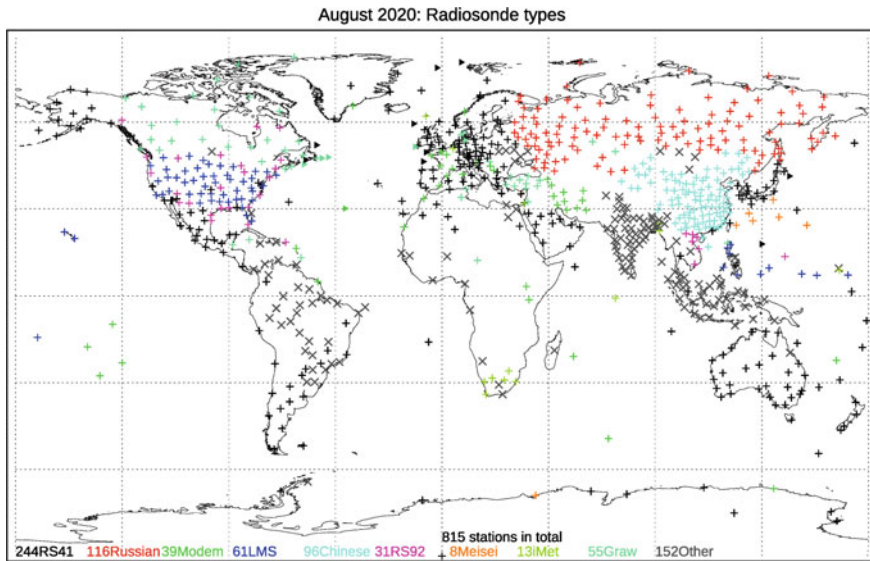 August 2020: Radiosonde types
815 stations in total
244RS41 116Russian 39Modem 61LMS 96Chinese 31RS92 8Meisei 13iMet 55Graw 152Other